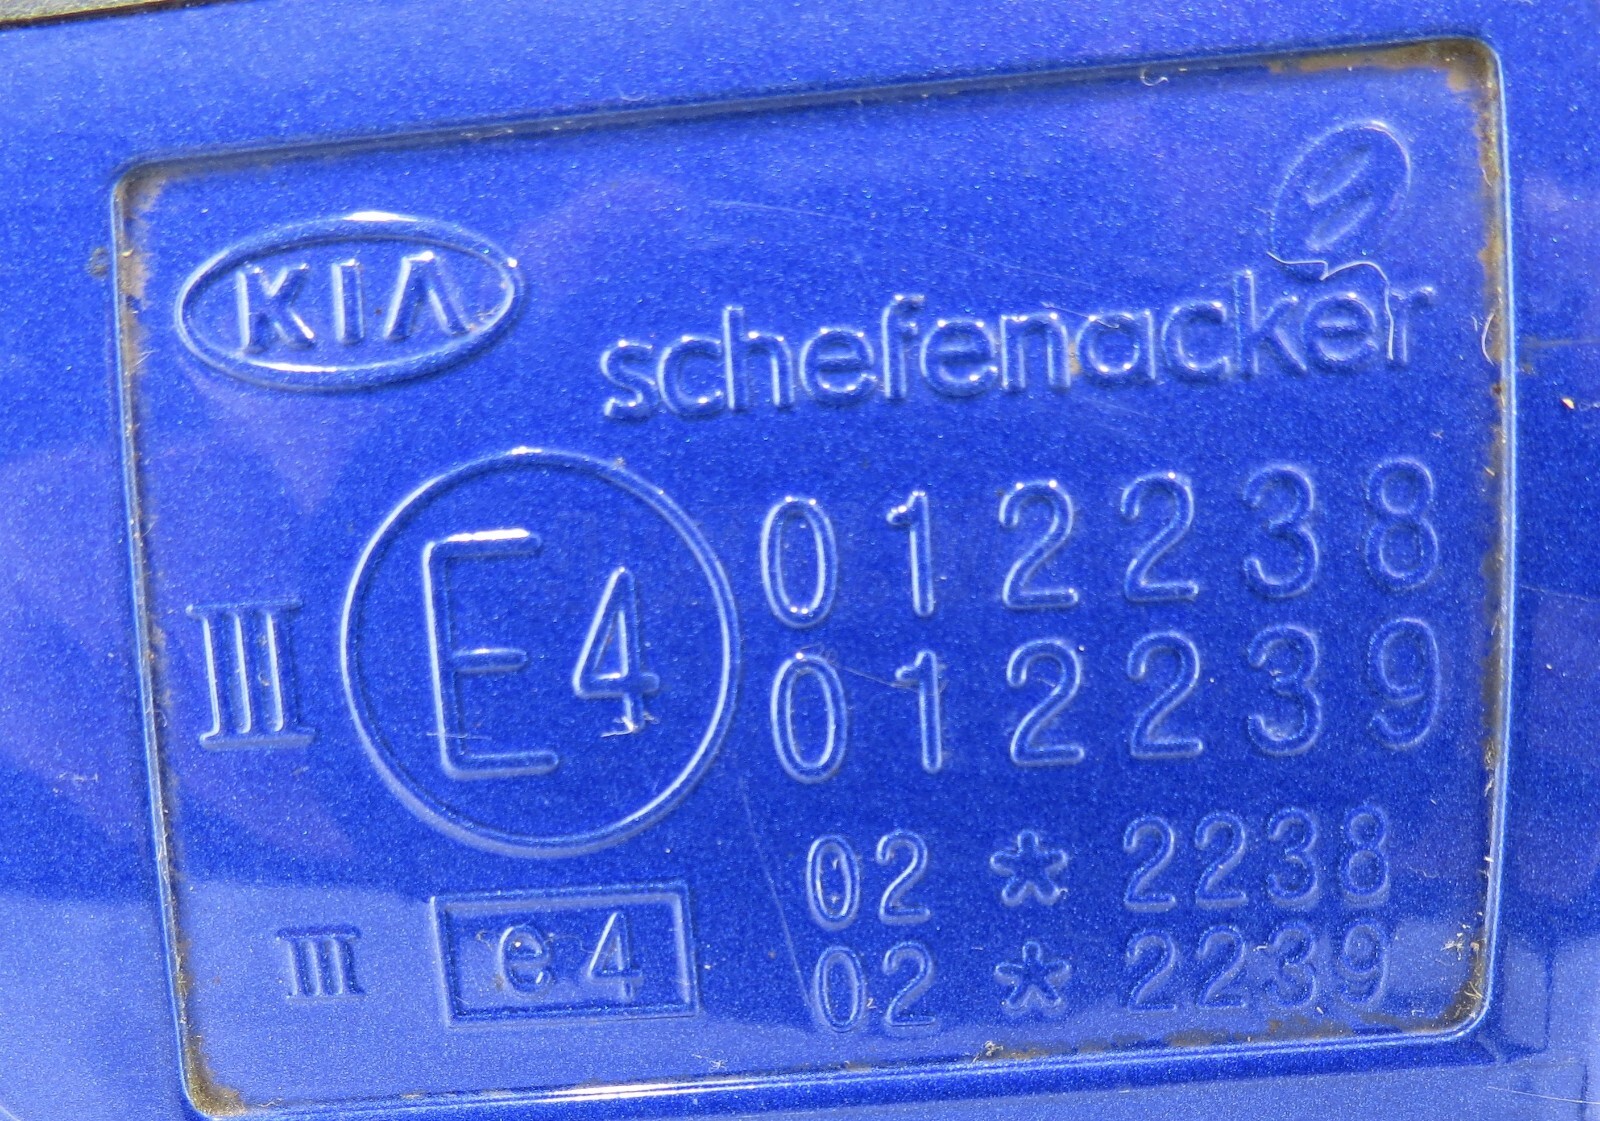 KIA
schefenacker
III E4 012238
012239
02 * 2238
III e4 02 * 2239